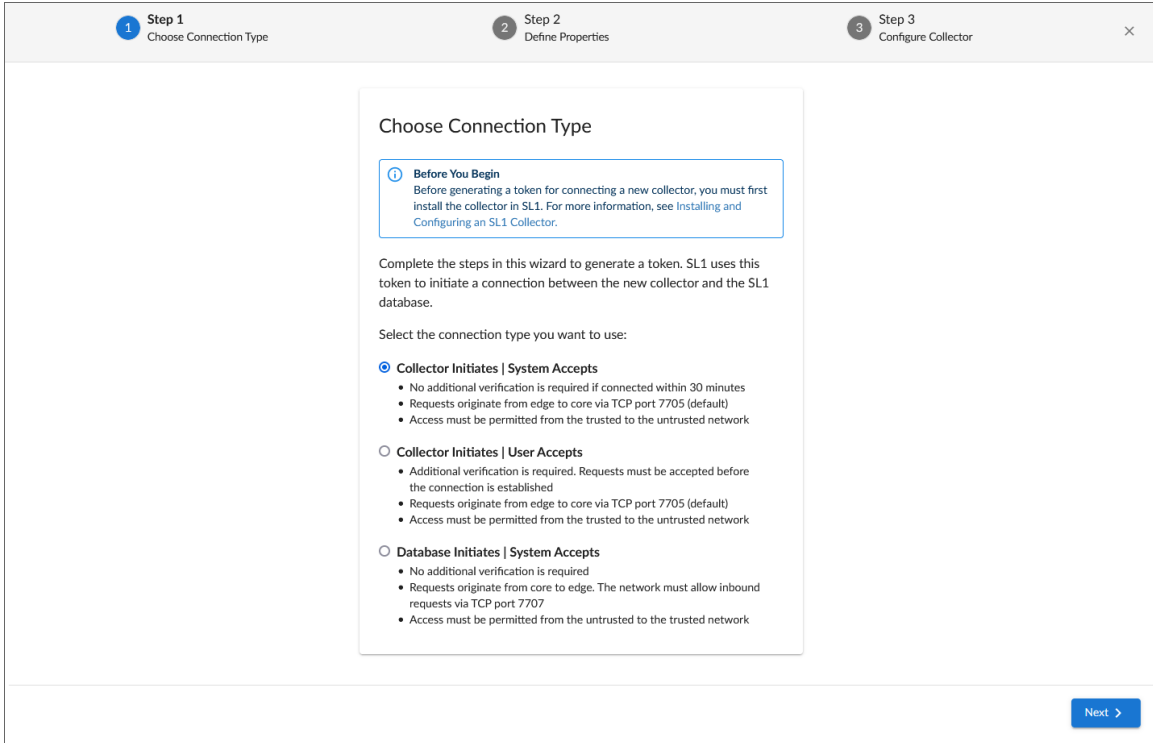 1
Step 1
Choose Connection Type
2
Step 2
Define Properties
3
Step 3
Configure Collector
Choose Connection Type
Before You Begin
Before generating a token for connecting a new collector, you must first
install the collector in SL1. For more information, see Installing and
Configuring an SL1 Collector.
Complete the steps in this wizard to generate a token. SL1 uses this
token to initiate a connection between the new collector and the SL1
database.
Select the connection type you want to use:
Collector Initiates | System Accepts
• No additional verification is required if connected within 30 minutes
• Requests originate from edge to core via TCP port 7705 (default)
• Access must be permitted from the trusted to the untrusted network
Collector Initiates | User Accepts
• Additional verification is required. Requests must be accepted before
the connection is established
• Requests originate from edge to core via TCP port 7705 (default)
• Access must be permitted from the trusted to the untrusted network
Database Initiates | System Accepts
• No additional verification is required
• Requests originate from core to edge. The network must allow inbound
requests via TCP port 7707
• Access must be permitted from the untrusted to the trusted network
Next